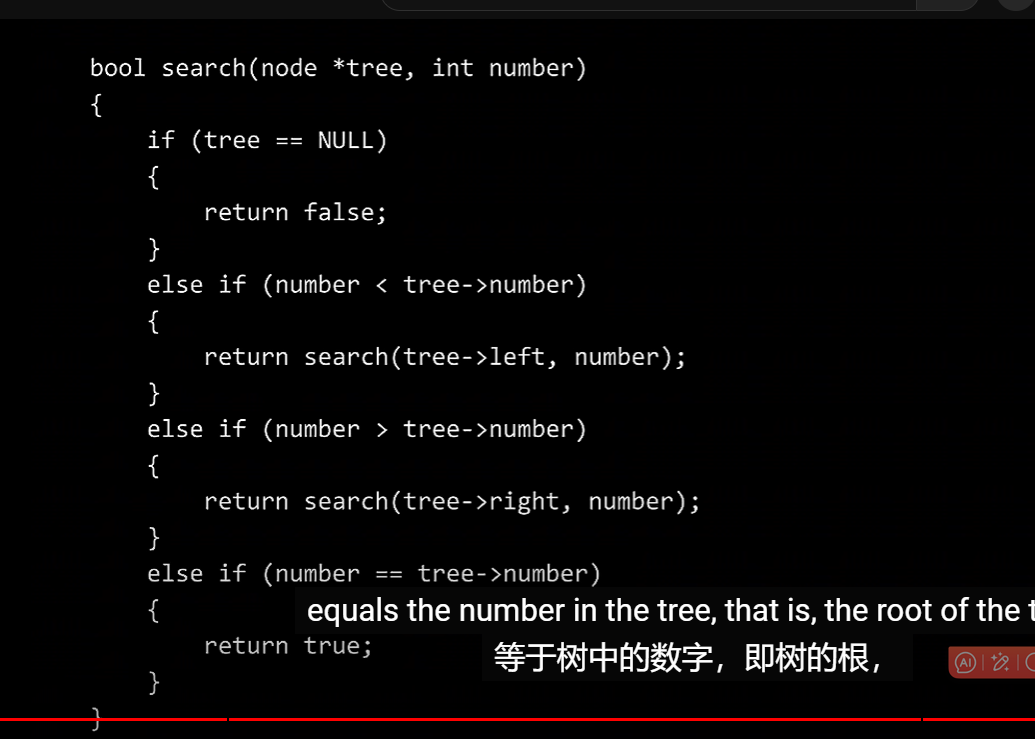 bool search(node *tree, int number)
{
if (tree == NULL)
{
return false;
}
else if (number < tree->number)
{
return search(tree->left, number);
}
else if (number > tree->number)
{
return search(tree->right, number);
}
else if (number == tree->number)
{
equals the number in the tree, that is, the root of the t
return true;
等于树中的数字，即树的根，
AI
}
}